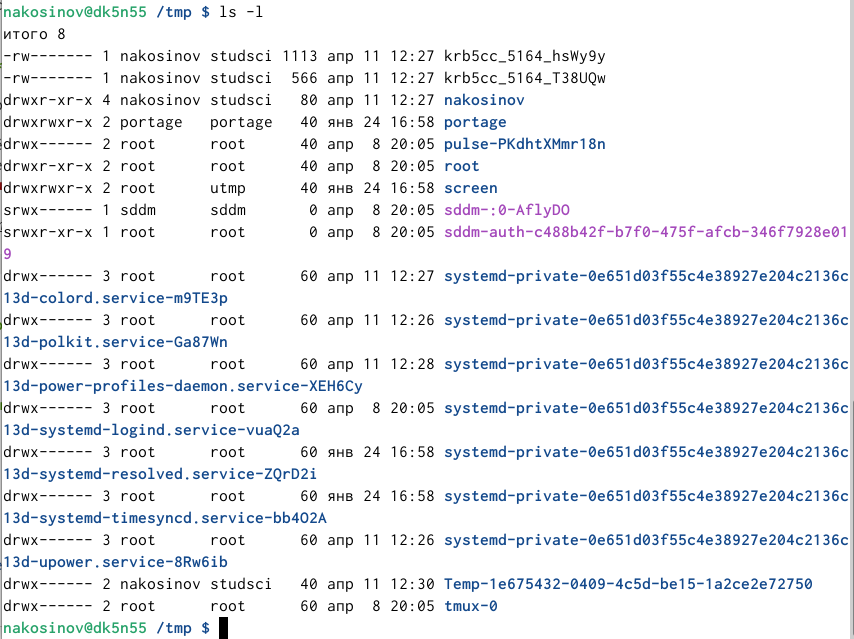 nakosinov@dk5n55 /tmp $ ls -l
итого 8
-rw------- 1 nakosinov studsci 1113 апр 11 12:27 krb5cc_5164_hsWy9y
-rw------- 1 nakosinov studsci  566 апр 11 12:27 krb5cc_5164_T38UQw
drwxr-xr-x 4 nakosinov studsci   80 апр 11 12:27 nakosinov
drwxrwxr-x 2 portage   portage   40 янв 24 16:58 portage
drwx------ 2 root      root      40 апр  8 20:05 pulse-PKdhtXMmr18n
drwxr-xr-x 2 root      root      40 апр  8 20:05 root
drwxrwxr-x 2 root      utmp      40 янв 24 16:58 screen
srwx------ 1 sddm      sddm       0 апр  8 20:05 sddm-:0-AflyDO
srwxr-xr-x 1 root      root       0 апр  8 20:05 sddm-auth-c488b42f-b7f0-475f-afcb-346f7928e01
9
drwx------ 3 root      root      60 апр 11 12:27 systemd-private-0e651d03f55c4e38927e204c2136c
13d-colord.service-m9TE3p
drwx------ 3 root      root      60 апр 11 12:26 systemd-private-0e651d03f55c4e38927e204c2136c
13d-polkit.service-Ga87Wn
drwx------ 3 root      root      60 апр 11 12:28 systemd-private-0e651d03f55c4e38927e204c2136c
13d-power-profiles-daemon.service-XEH6Cy
drwx------ 3 root      root      60 апр  8 20:05 systemd-private-0e651d03f55c4e38927e204c2136c
13d-systemd-logind.service-vuaQ2a
drwx------ 3 root      root      60 янв 24 16:58 systemd-private-0e651d03f55c4e38927e204c2136c
13d-systemd-resolved.service-ZQrD2i
drwx------ 3 root      root      60 янв 24 16:58 systemd-private-0e651d03f55c4e38927e204c2136c
13d-systemd-timesyncd.service-bb4O2A
drwx------ 3 root      root      60 апр 11 12:26 systemd-private-0e651d03f55c4e38927e204c2136c
13d-upower.service-8Rw6ib
drwx------ 2 nakosinov studsci   40 апр 11 12:30 Temp-1e675432-0409-4c5d-be15-1a2ce2e72750
drwx------ 2 root      root      60 апр  8 20:05 tmux-0
nakosinov@dk5n55 /tmp $